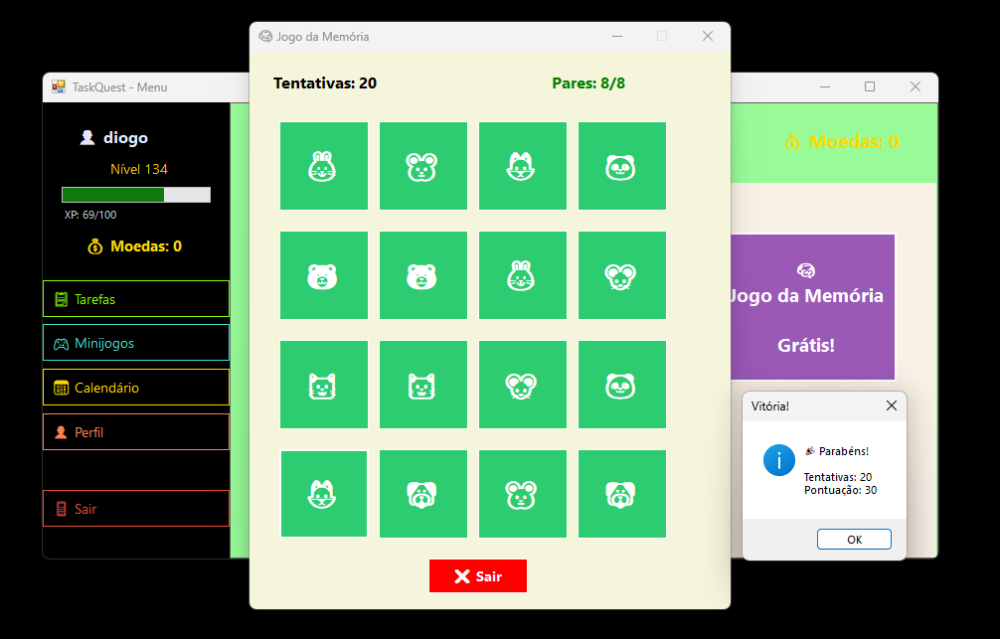 Jogo da Memória
TaskQuest - Menu
Tentativas: 20
Pares: 8/8
diogo
Nível 134
XP: 69/100
Moedas: 0
Tarefas
Minijogos
Calendário
Perfil
Sair
Sair
Moedas: 0
Jogo da Memória
Grátis!
Vitória!
Parabéns!
Tentativas: 20
Pontuação: 30
OK